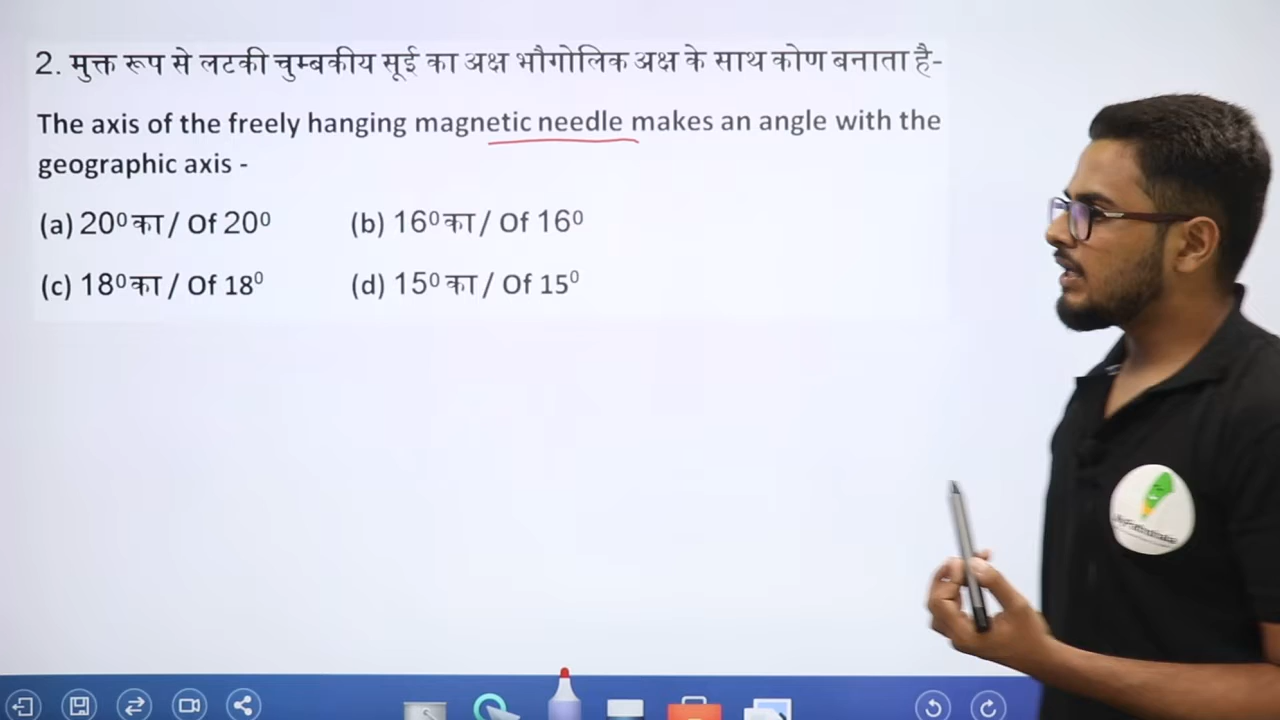 2. मुक्त रूप से लटकी चुम्बकीय सूई का अक्ष भौगोलिक अक्ष के साथ कोण बनाता है-
The axis of the freely hanging magnetic needle makes an angle with the
geographic axis -
(a) 20⁰ का / Of 20⁰ (b) 16⁰ का / Of 16⁰
(c) 18⁰ का / Of 18⁰ (d) 15⁰ का / Of 15⁰